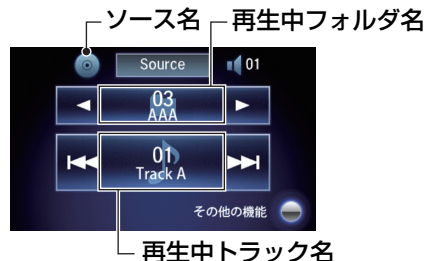 ソース名
再生中フォルダ名
Source
01
03
AAA
01
Track A
その他の機能
再生中トラック名